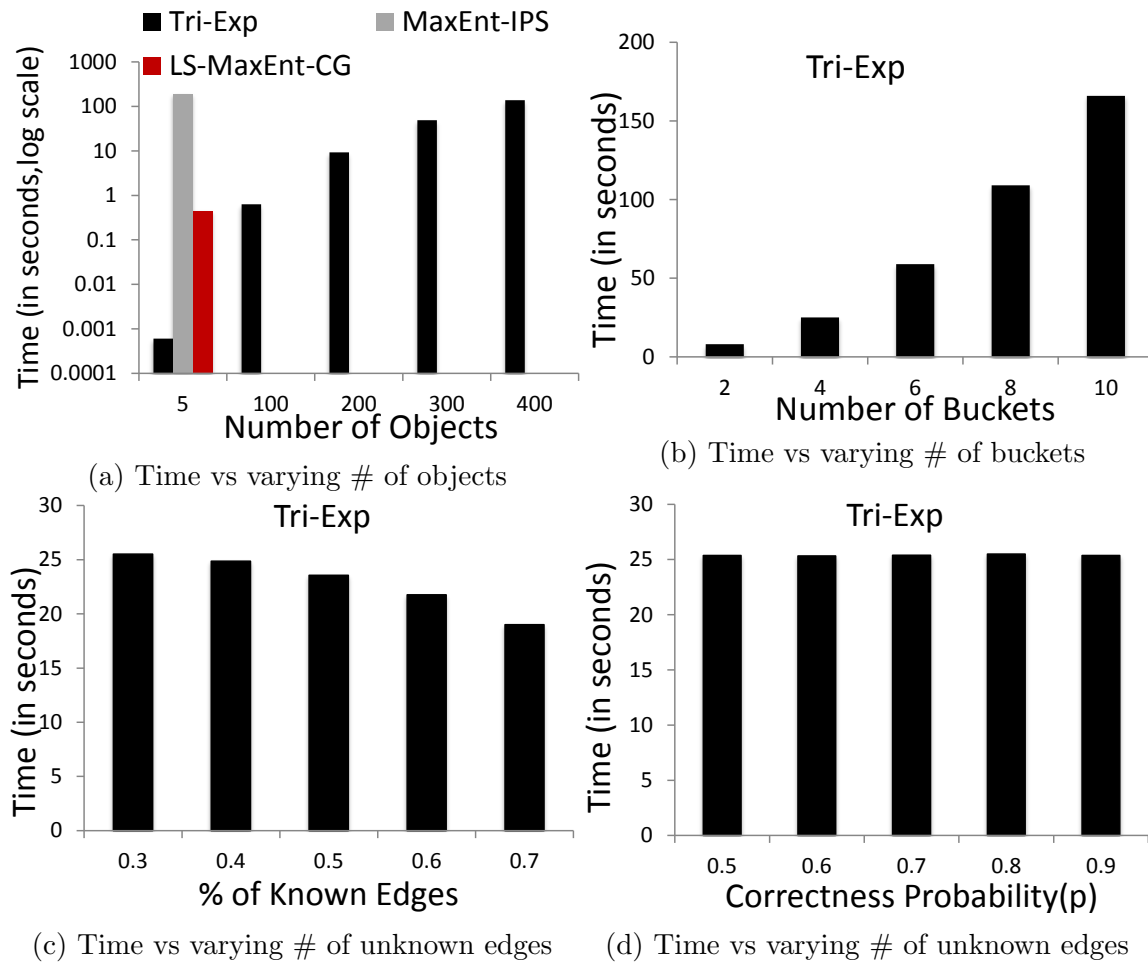 Tri-Exp
MaxEnt-IPS
LS-MaxEnt-CG
1000
100
10
1
0.1
0.01
0.001
0.0001
Time (in seconds,log scale)
5 100 200 300 400
Number of Objects
(a) Time vs varying # of objects
Tri-Exp
200
150
100
50
0
Time (in seconds)
2 4 6 8 10
Number of Buckets
(b) Time vs varying # of buckets
Tri-Exp
30
25
20
15
10
5
0
Time (in seconds)
0.3 0.4 0.5 0.6 0.7
% of Known Edges
(c) Time vs varying # of unknown edges
Tri-Exp
30
25
20
15
10
5
0
Time (in seconds)
0.5 0.6 0.7 0.8 0.9
Correctness Probability(p)
(d) Time vs varying # of unknown edges